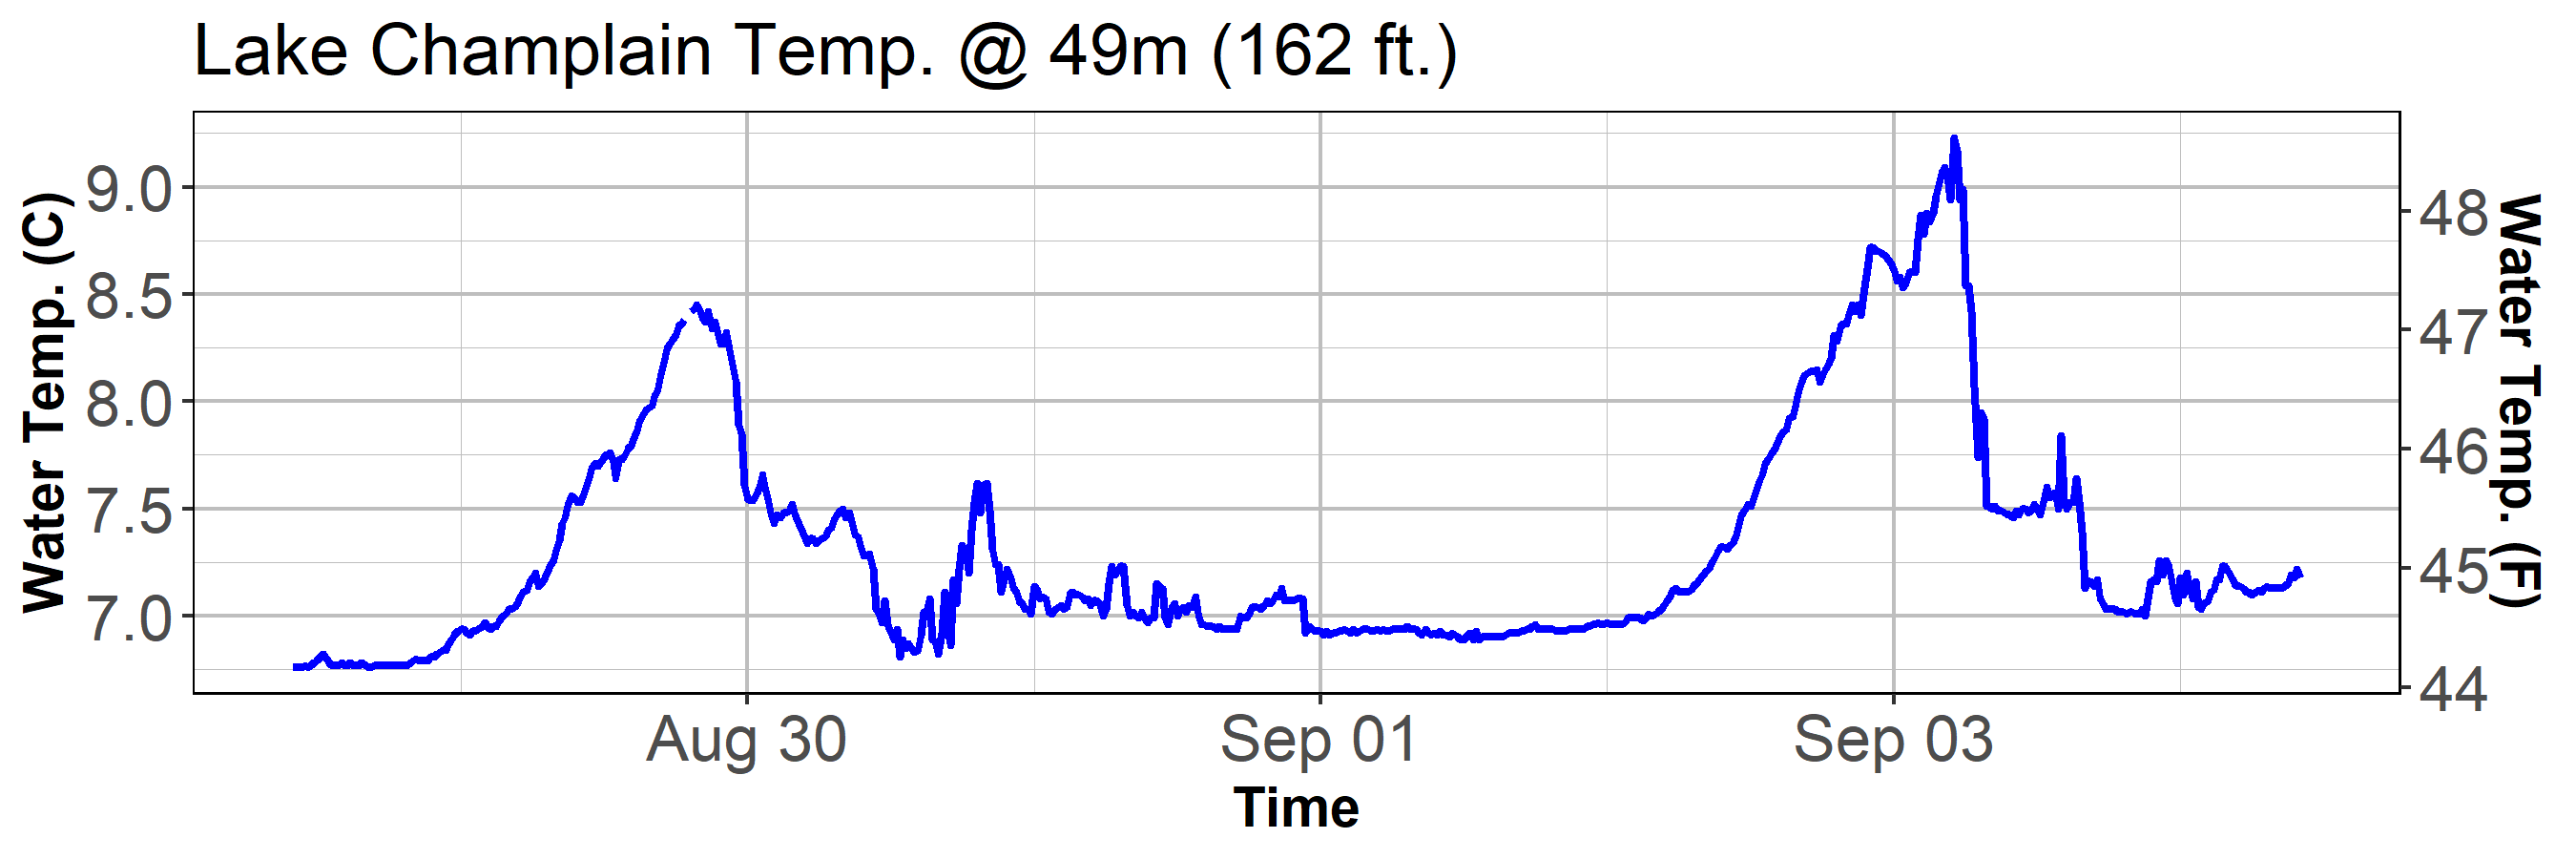 Lake Champlain Temp. @ 49m (162 ft.)
Water Temp. (C)
9.0
8.5
8.0
7.5
7.0
48
47
46
45
44
Water Temp. (F)
Aug 30
Sep 01
Sep 03
Time